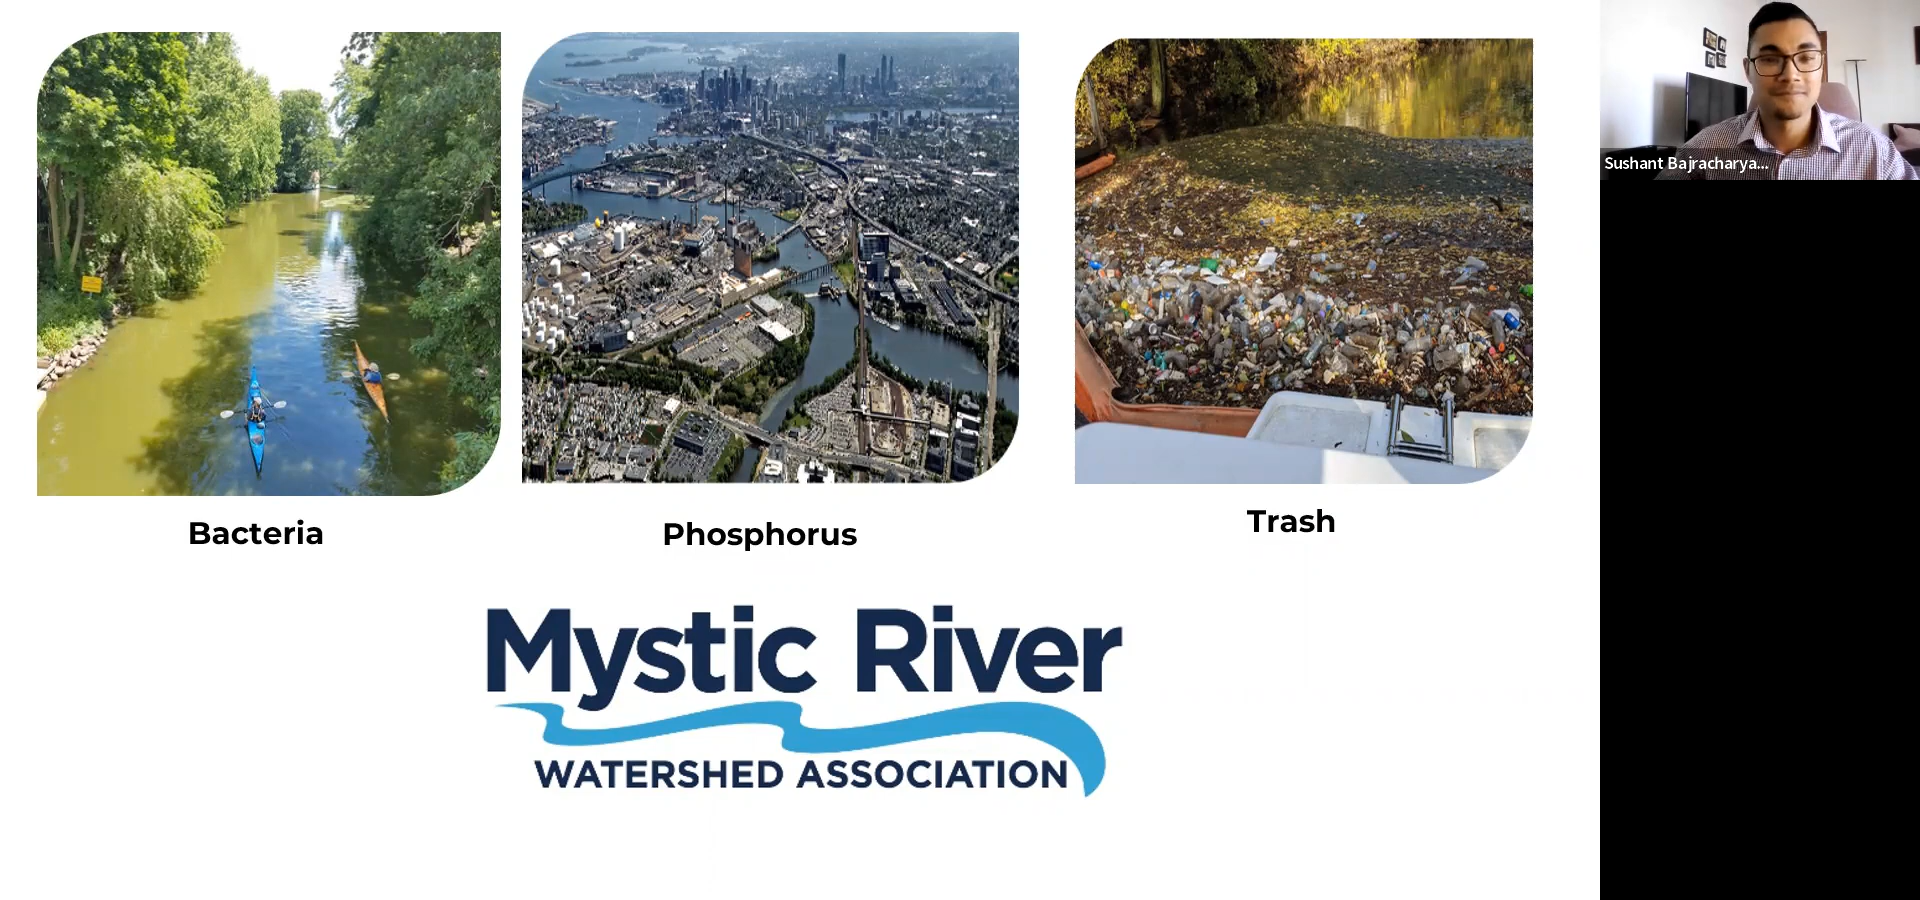 Sushant Bajracharya...
Bacteria
Phosphorus
Trash
Mystic River
WATERSHED ASSOCIATION